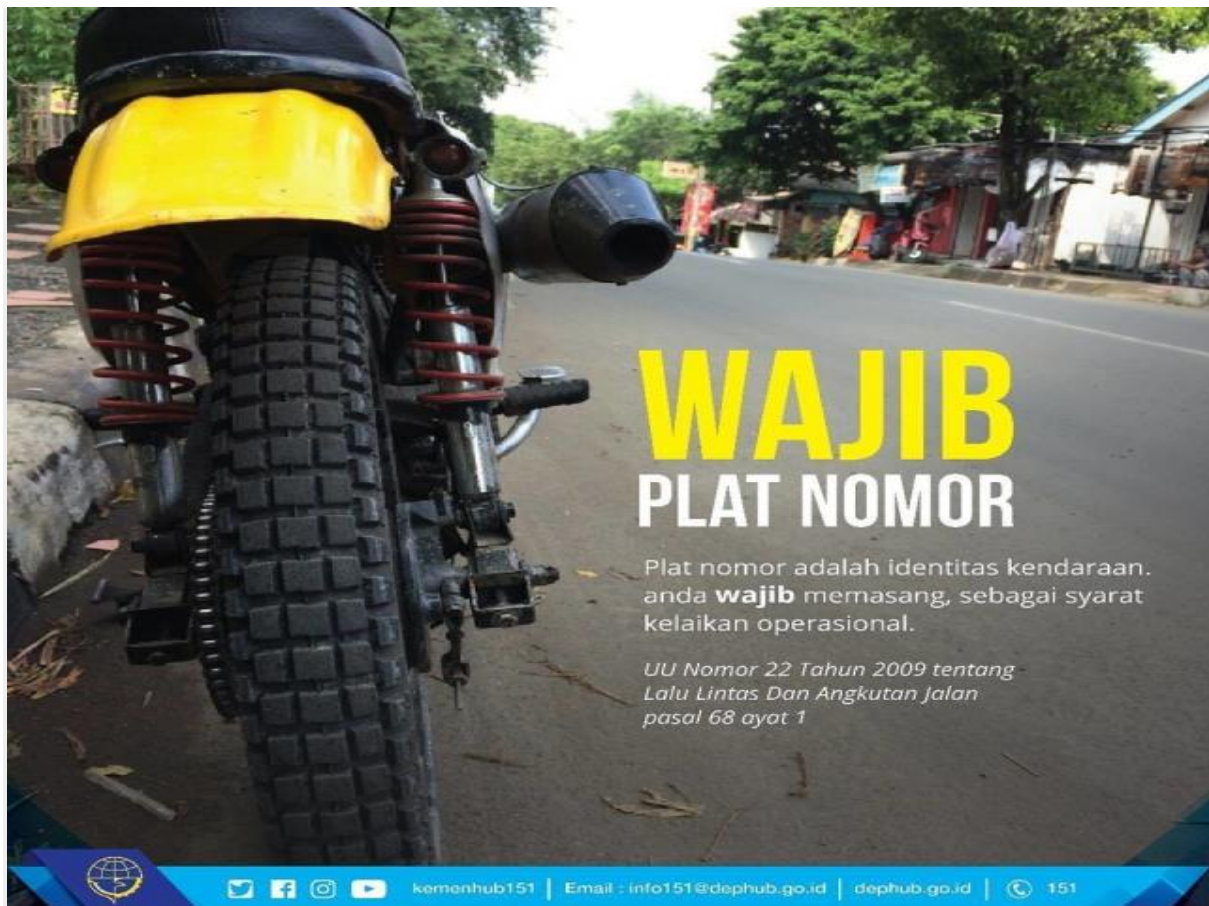 WAJIB
PLAT NOMOR
Plat nomor adalah identitas kendaraan.
anda wajib memasang, sebagai syarat
kelaikan operasional.
UU Nomor 22 Tahun 2009 tentang
Lalu Lintas Dan Angkutan Jalan
pasal 68 ayat 1
kemenhub151 | Email : info151@dephub.go.id | dephub.go.id | 151